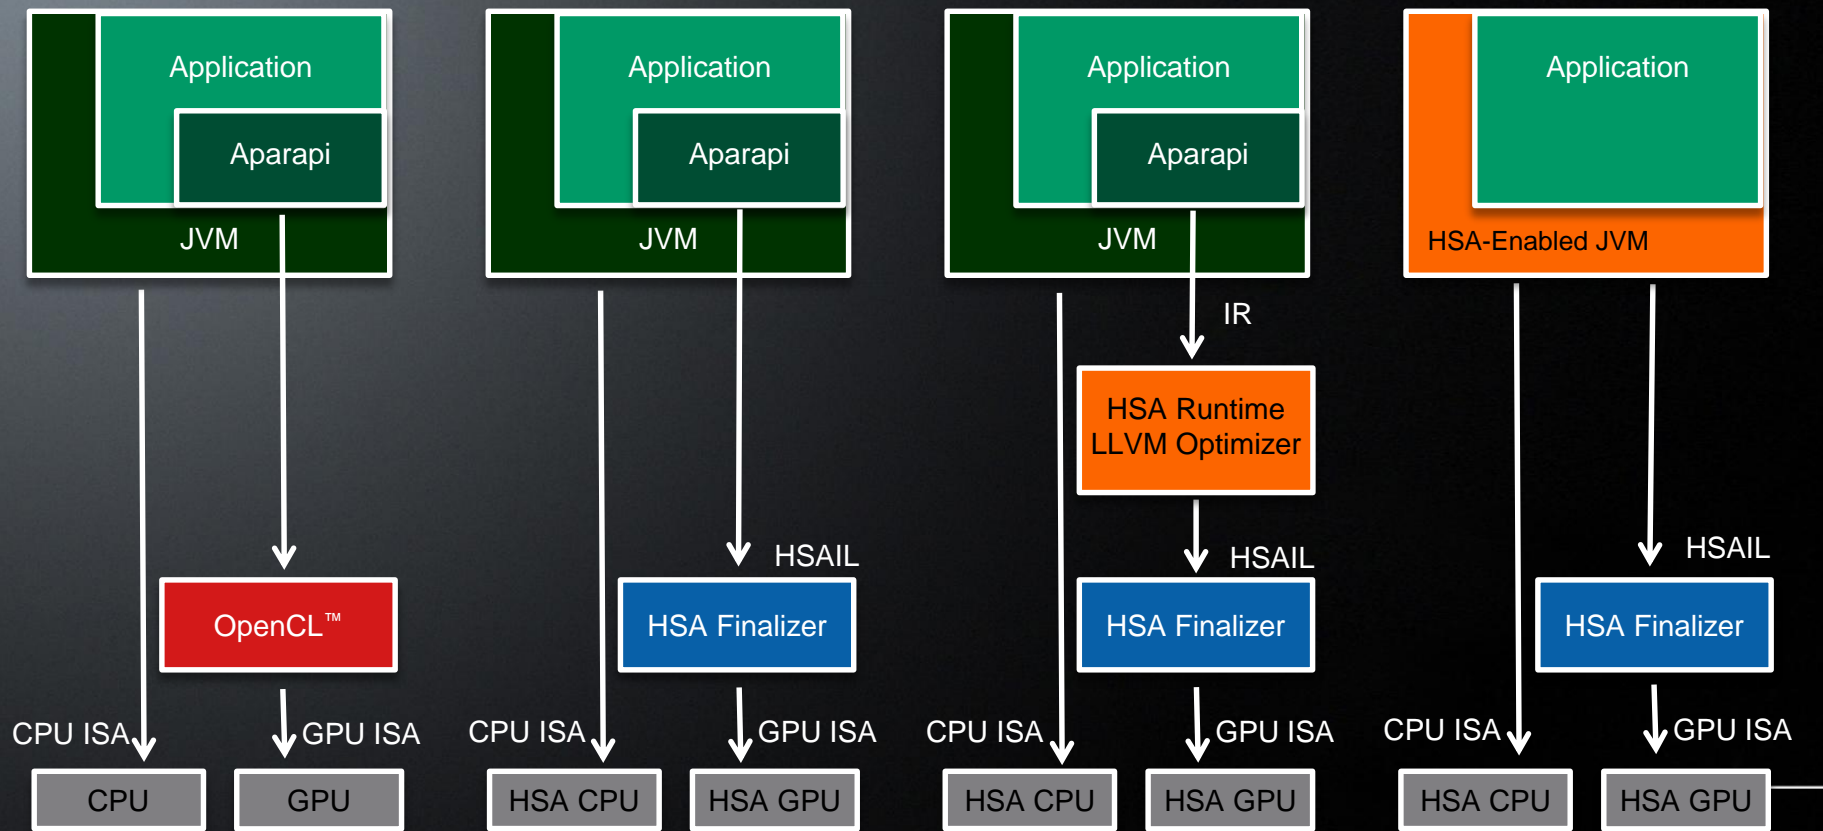 Application
Aparapi
JVM
OpenCL™
CPU ISA
GPU ISA
CPU
GPU
Application
Aparapi
JVM
HSAIL
HSA Finalizer
CPU ISA
GPU ISA
HSA CPU
HSA GPU
Application
Aparapi
JVM
IR
HSA Runtime
LLVM Optimizer
HSAIL
HSA Finalizer
CPU ISA
GPU ISA
HSA CPU
HSA GPU
Application
HSA-Enabled JVM
HSAIL
HSA Finalizer
CPU ISA
GPU ISA
HSA CPU
HSA GPU